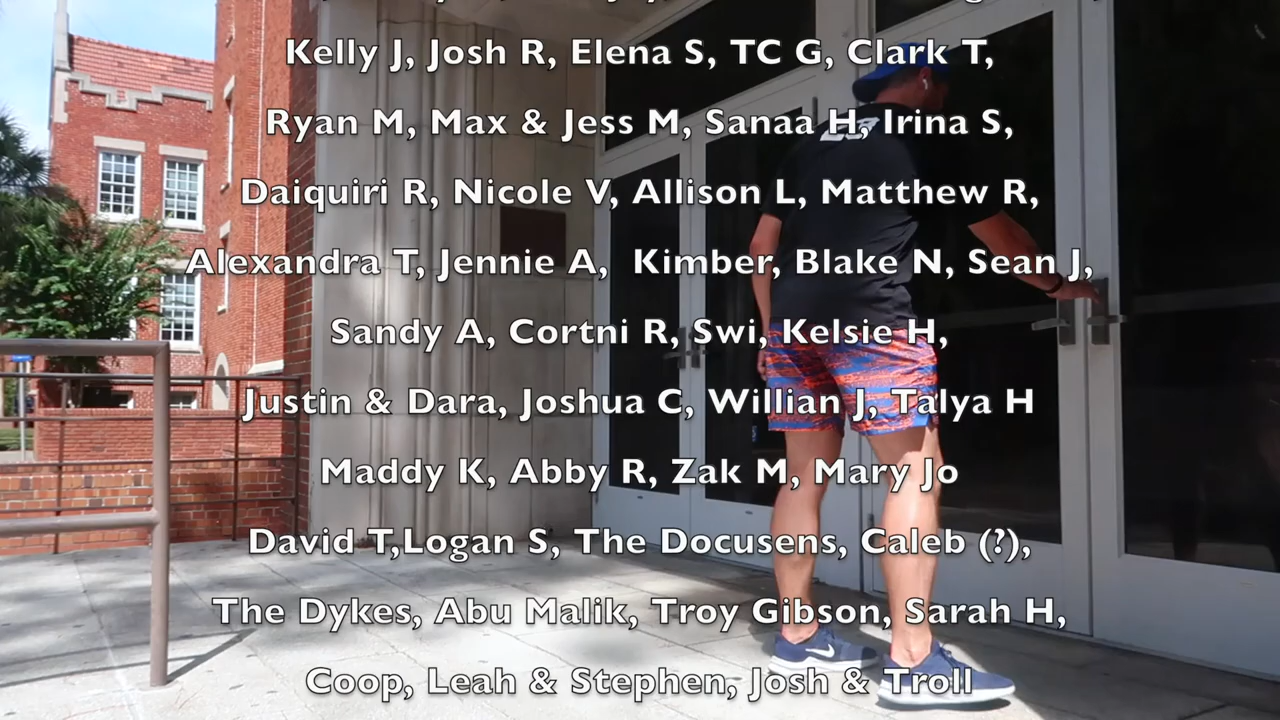 Kelly J, Josh R, Elena S, TC G, Clark T,
Ryan M, Max & Jess M, Sanaa H, Irina S,
Daiquiri R, Nicole V, Allison L, Matthew R,
Alexandra T, Jennie A,  Kimber, Blake N, Sean J,
Sandy A, Cortni R, Swi, Kelsie H,
Justin & Dara, Joshua C, Willian J, Talya H
Maddy K, Abby R, Zak M, Mary Jo
David T,Logan S, The Docusens, Caleb (?),
The Dykes, Abu Malik, Troy Gibson, Sarah H,
Coop, Leah & Stephen, Josh & Troll